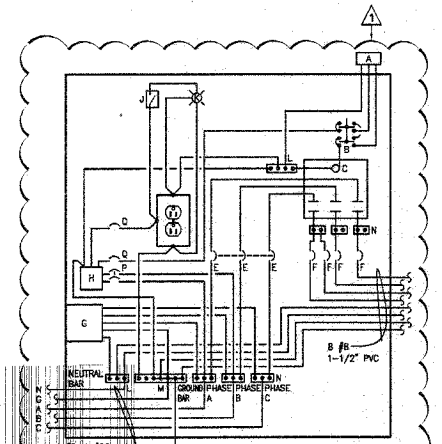 1
A
J
L
B
C
Q
N
E E E F F F F
Q
H P
G
8 #8
1-1/2" PVC
NEUTRAL
BAR
M GROUND PHASE PHASE PHASE N
BAR A B C
N
G
A
B
C